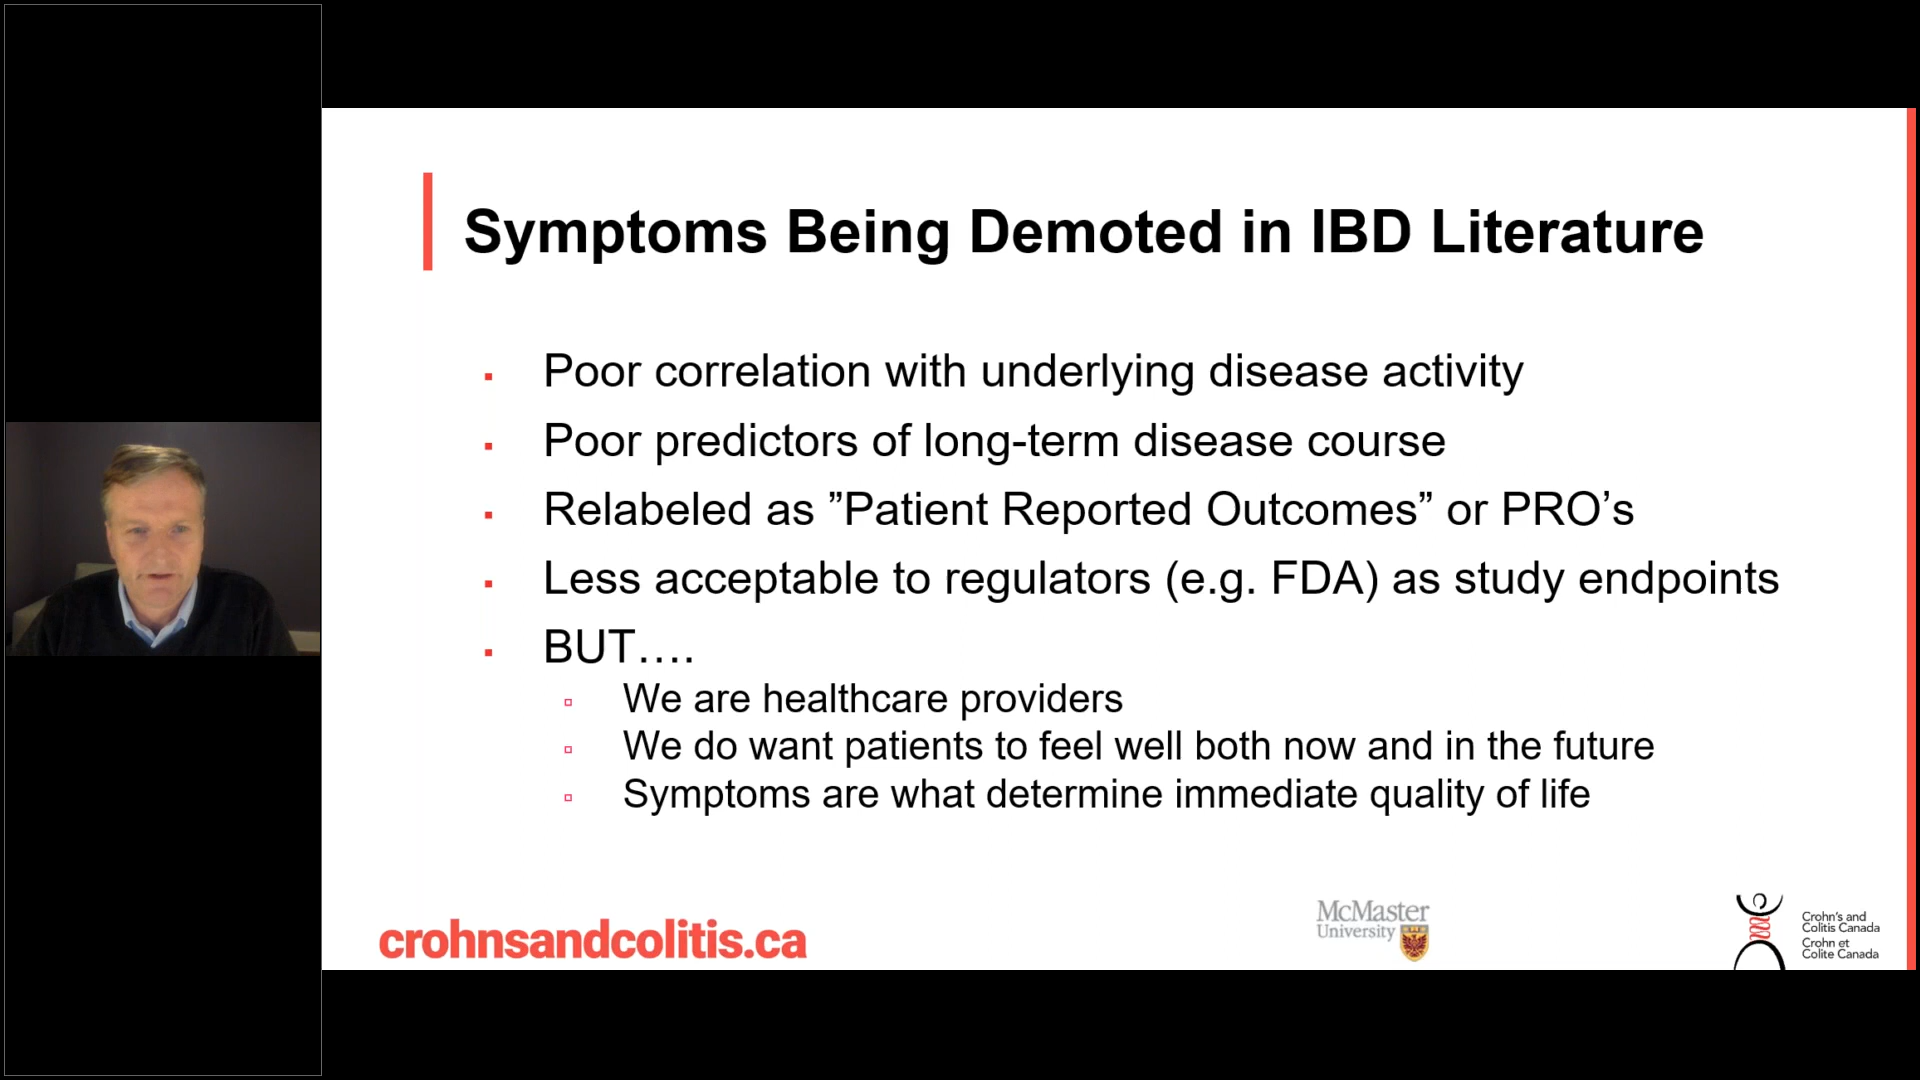 Symptoms Being Demoted in IBD Literature
Poor correlation with underlying disease activity
Poor predictors of long-term disease course
Relabeled as ”Patient Reported Outcomes” or PRO’s
Less acceptable to regulators (e.g. FDA) as study endpoints
BUT….
We are healthcare providers
We do want patients to feel well both now and in the future
Symptoms are what determine immediate quality of life
crohnsandcolitis.ca
McMaster
University
Crohn's and
Colitis Canada
Crohn et
Colite Canada